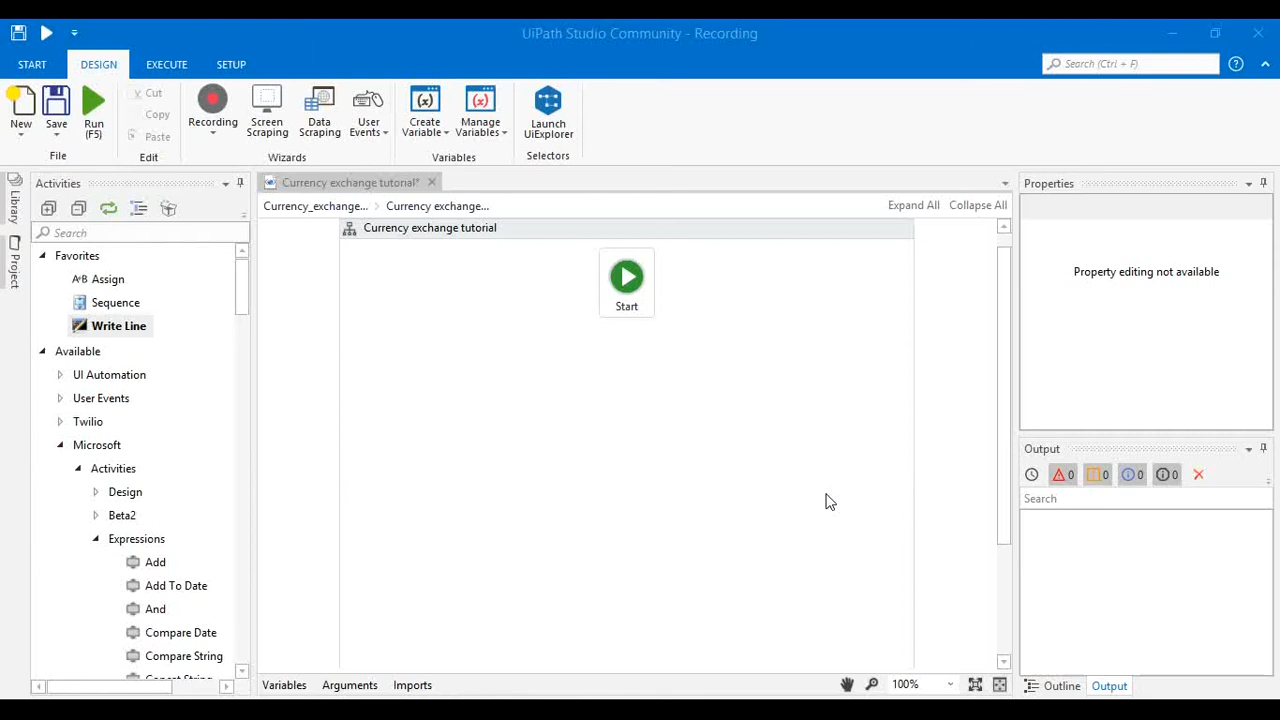 UiPath Studio Community - Recording
START DESIGN EXECUTE SETUP
Search (Ctrl + F)
New
Save
Run
(F5)
File
Cut
Copy
Paste
Edit
Recording
Screen
Scraping
Data
Scraping
User
Events
Wizards
Create
Variable
Manage
Variables
Variables
Launch
UiExplorer
Selectors
Activities
Library
Project
Search
Favorites
Assign
Sequence
Write Line
Available
UI Automation
User Events
Twilio
Microsoft
Activities
Design
Beta2
Expressions
Add
Add To Date
And
Compare Date
Compare String
Concat String
Currency exchange tutorial*
Currency_exchange... > Currency exchange...
Expand All Collapse All
Currency exchange tutorial
Start
Variables Arguments Imports
100%
Properties
Property editing not available
Output
0 0 0 0
Search
Outline Output